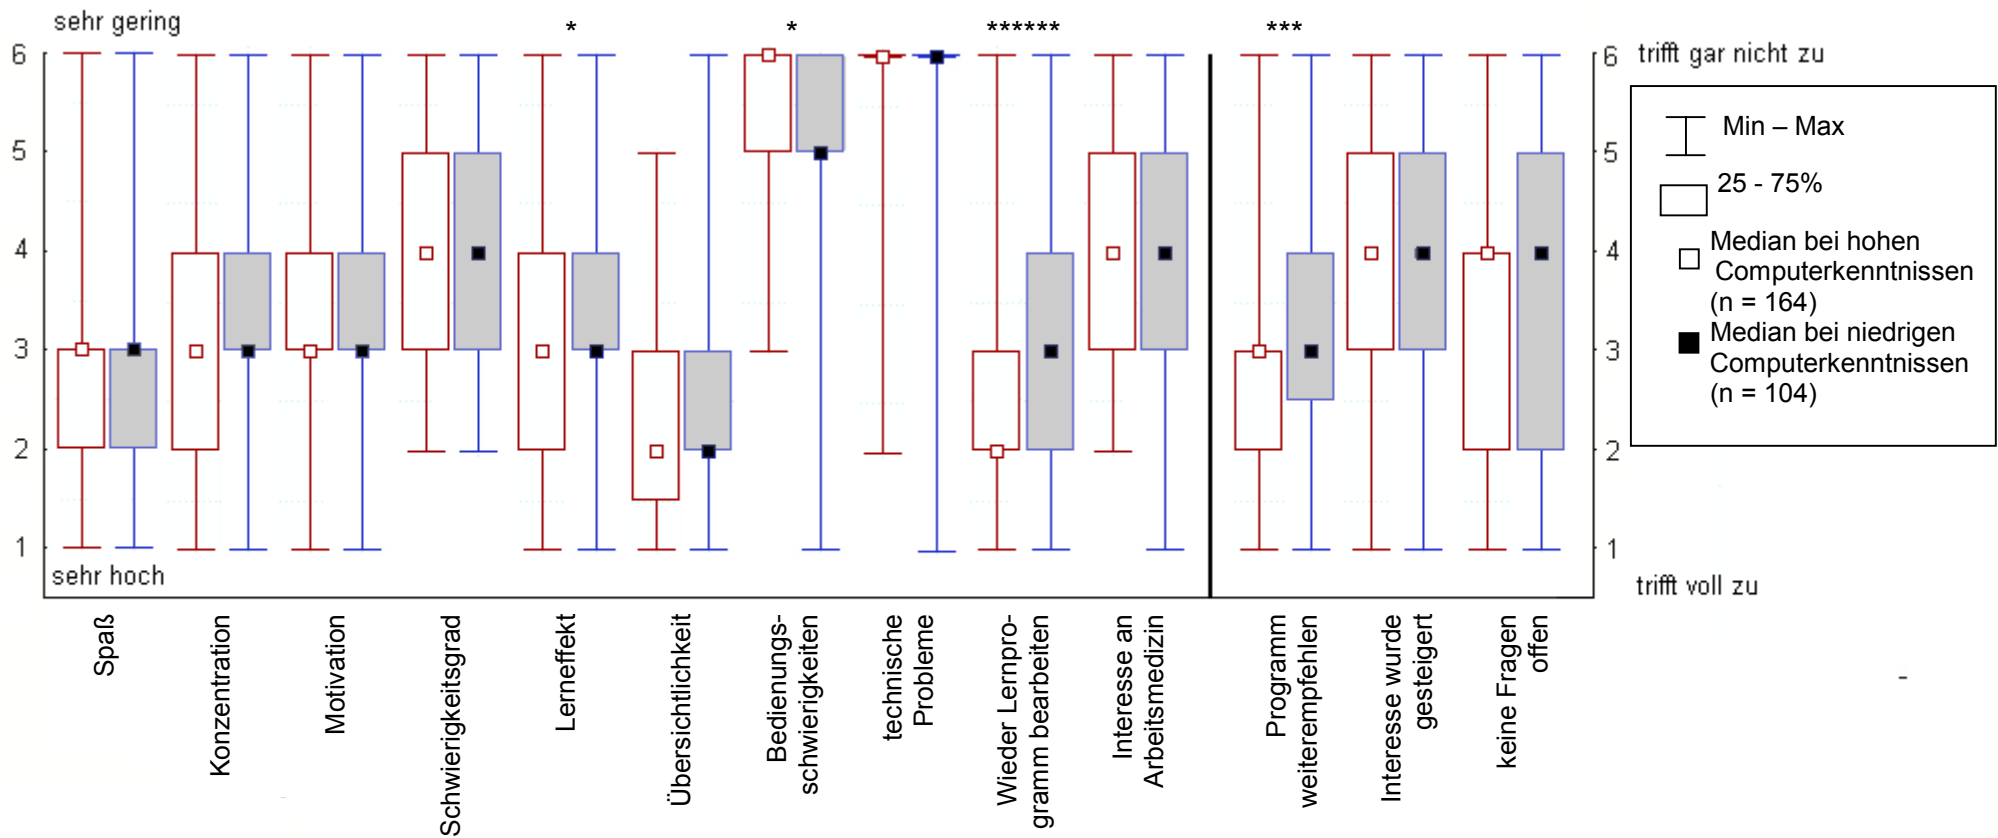 sehr gering
* * ****** ***
6 6
5 5
4 4
3 3
2 2
1 1
sehr hoch
trifft gar nicht zu
Min – Max
25 - 75%
Median bei hohen
Computerkenntnissen
(n = 164)
Median bei niedrigen
Computerkenntnissen
(n = 104)
trifft voll zu
Spaß
Konzentration
Motivation
Schwierigkeitsgrad
Lerneffekt
Übersichtlichkeit
Bedienungs-
schwierigkeiten
technische
Probleme
Wieder Lernpro-
gramm bearbeiten
Interesse an
Arbeitsmedizin
Programm
weiterempfehlen
Interesse wurde
gesteigert
keine Fragen
offen
-